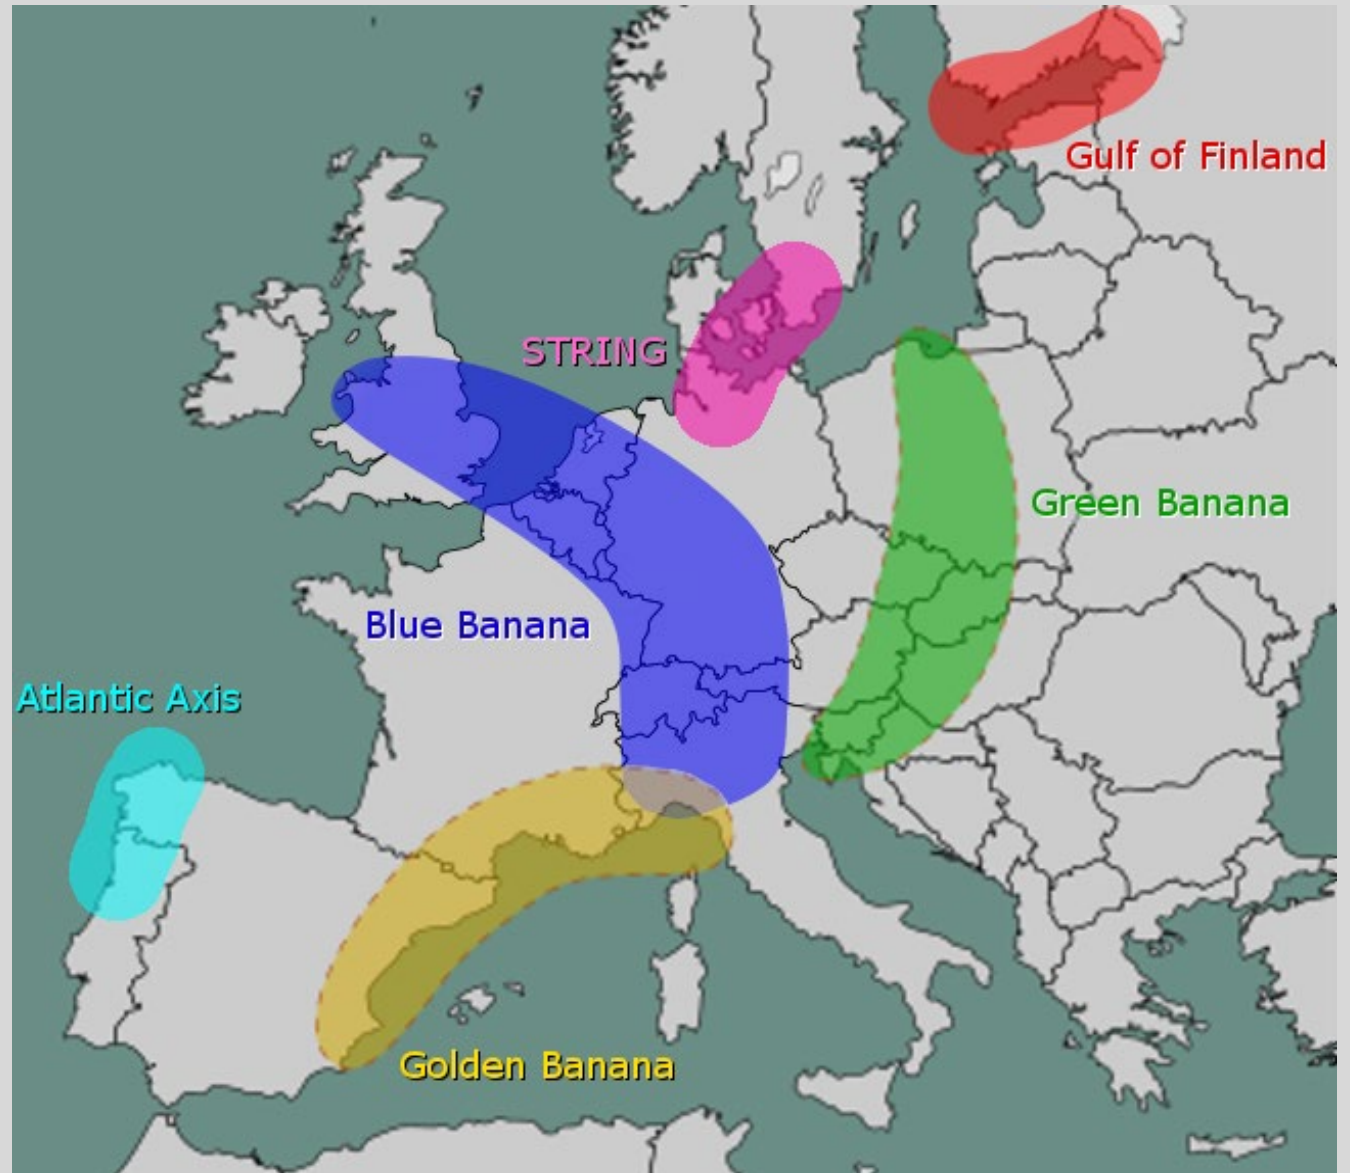 Gulf of Finland
STRING
Green Banana
Blue Banana
Atlantic Axis
Golden Banana